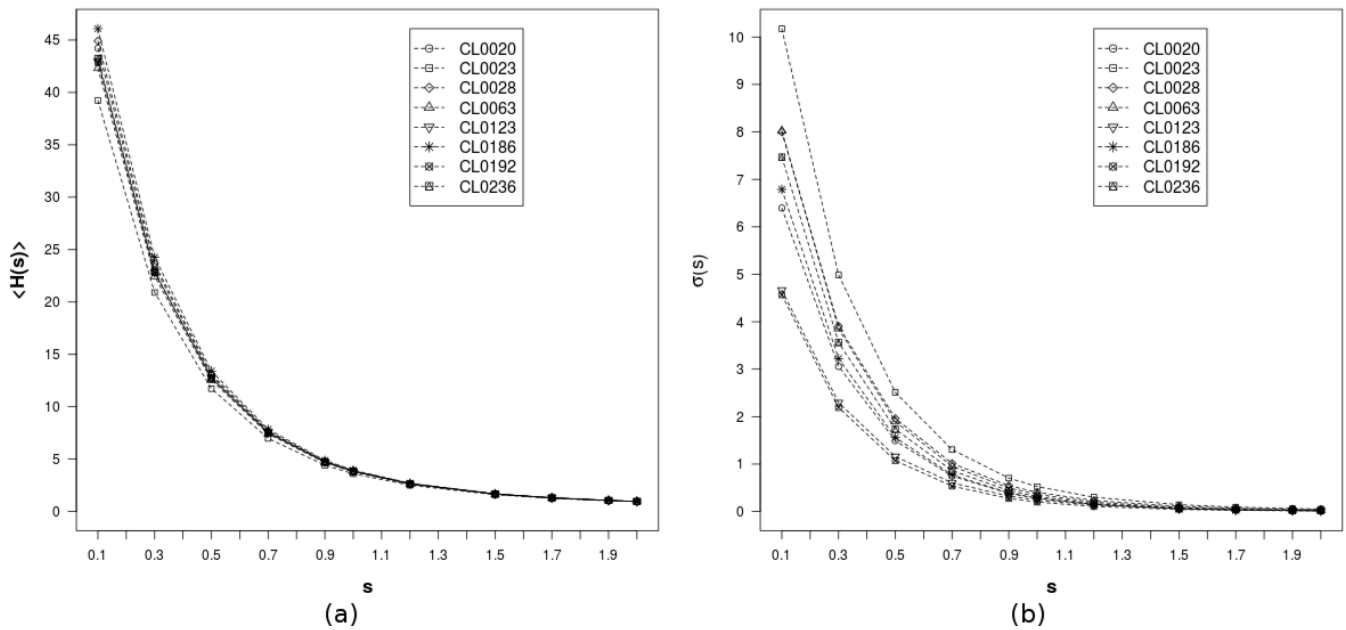 45
40
35
30
25
20
15
10
5
0
<H(s)>
CL0020
CL0023
CL0028
CL0063
CL0123
CL0186
CL0192
CL0236
0.1 0.3 0.5 0.7 0.9 1.1 1.3 1.5 1.7 1.9
s
(a)
10
9
8
7
6
5
4
3
2
1
0
σ(s)
CL0020
CL0023
CL0028
CL0063
CL0123
CL0186
CL0192
CL0236
0.1 0.3 0.5 0.7 0.9 1.1 1.3 1.5 1.7 1.9
s
(b)